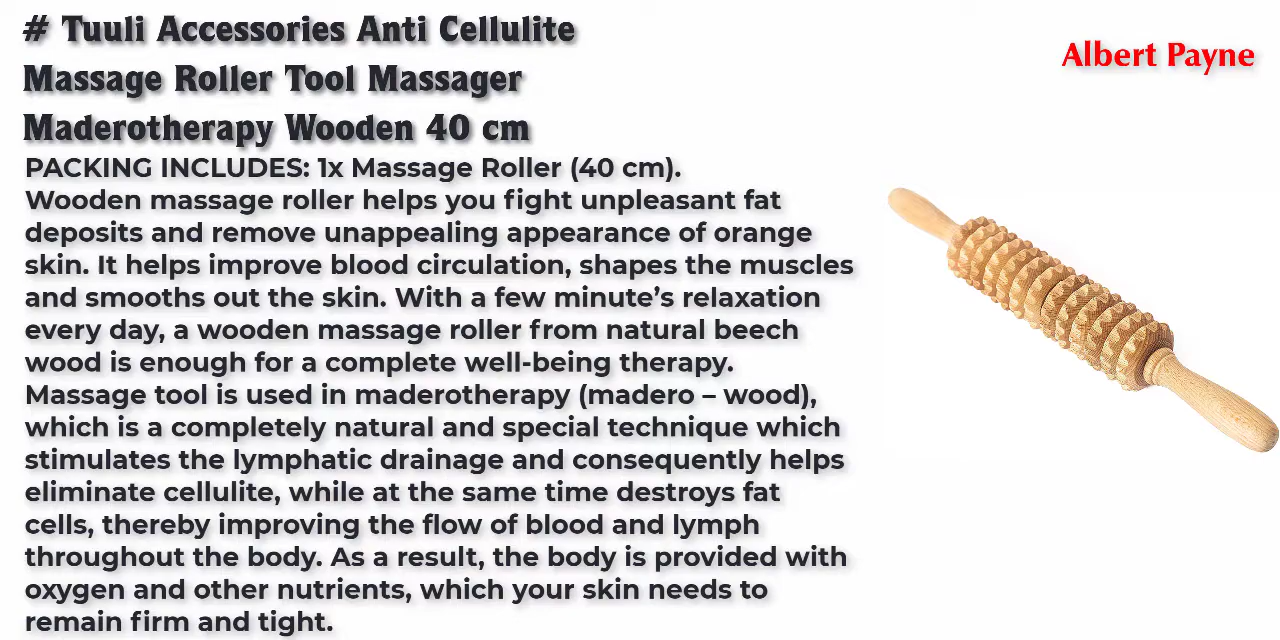 # Tuuli Accessories Anti Cellulite
Massage Roller Tool Massager
Maderotherapy Wooden 40 cm
Albert Payne
PACKING INCLUDES: 1x Massage Roller (40 cm).
Wooden massage roller helps you fight unpleasant fat
deposits and remove unappealing appearance of orange
skin. It helps improve blood circulation, shapes the muscles
and smooths out the skin. With a few minute’s relaxation
every day, a wooden massage roller from natural beech
wood is enough for a complete well-being therapy.
Massage tool is used in maderotherapy (madero – wood),
which is a completely natural and special technique which
stimulates the lymphatic drainage and consequently helps
eliminate cellulite, while at the same time destroys fat
cells, thereby improving the flow of blood and lymph
throughout the body. As a result, the body is provided with
oxygen and other nutrients, which your skin needs to
remain firm and tight.